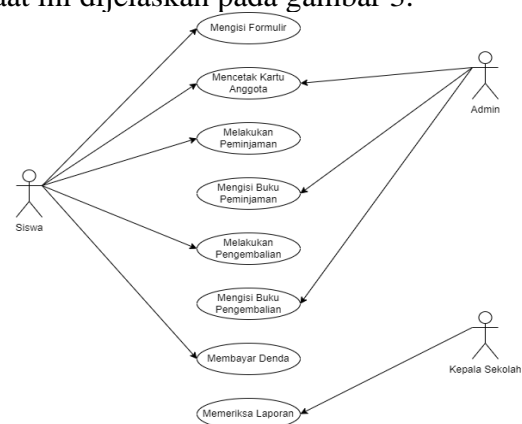 aat ini dijelaskan pada gambar 3.
Mengisi Formulir
Mencetak Kartu
Anggota
Admin
Melakukan
Peminjaman
Mengisi Buku
Peminjaman
Siswa
Melakukan
Pengembalian
Mengisi Buku
Pengembalian
Membayar Denda
Kepala Sekolah
Memeriksa Laporan